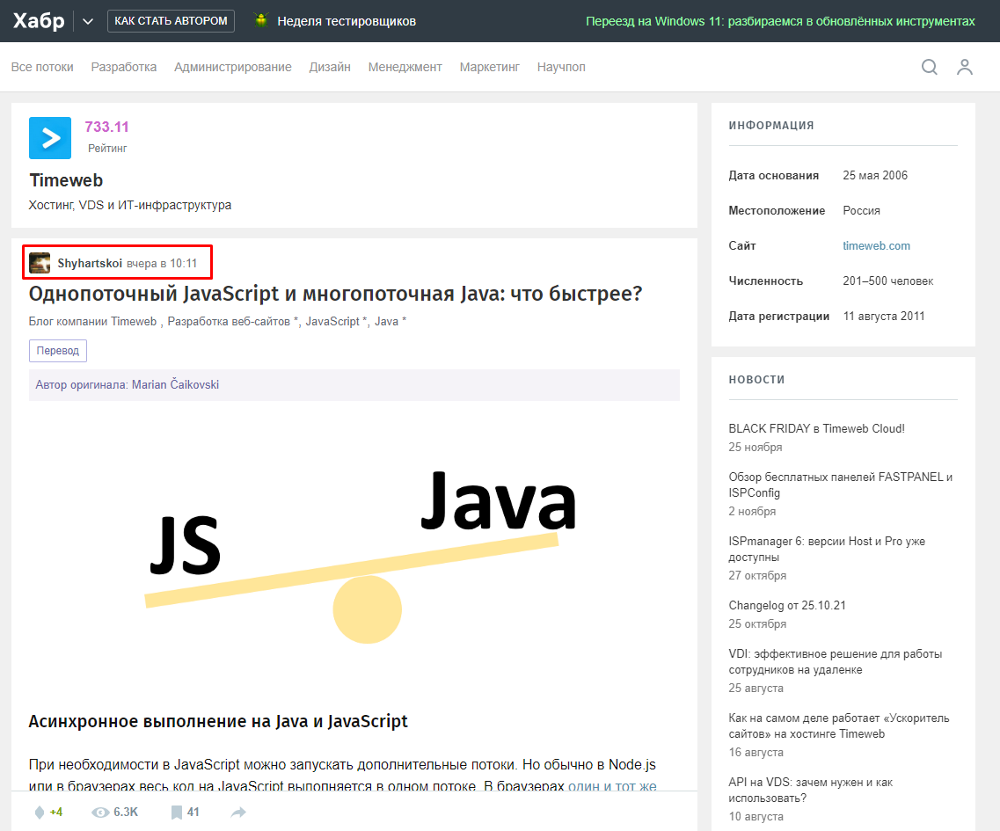 Хабр
КАК СТАТЬ АВТОРОМ
Неделя тестировщиков
Переезд на Windows 11: разбираемся в обновлённых инструментах
Все потоки Разработка Администрирование Дизайн Менеджмент Маркетинг Научпоп
733.11
Рейтинг
Timeweb
Хостинг, VDS и ИТ-инфраструктура
Shyhartskoi вчера в 10:11
Однопоточный JavaScript и многопоточная Java: что быстрее?
Блог компании Timeweb , Разработка веб-сайтов *, JavaScript *, Java *
Перевод
Автор оригинала: Marian Čaikovski
JS
Java
Асинхронное выполнение на Java и JavaScript
При необходимости в JavaScript можно запускать дополнительные потоки. Но обычно в Node.js
или в браузерах весь код на JavaScript выполняется в одном потоке. В браузерах один и тот же
+4 6.3K 41
ИНФОРМАЦИЯ
Дата основания 25 мая 2006
Местоположение Россия
Сайт timeweb.com
Численность 201–500 человек
Дата регистрации 11 августа 2011
НОВОСТИ
BLACK FRIDAY в Timeweb Cloud!
25 ноября
Обзор бесплатных панелей FASTPANEL и
ISPConfig
2 ноября
ISPmanager 6: версии Host и Pro уже
доступны
27 октября
Changelog от 25.10.21
25 октября
VDI: эффективное решение для работы
сотрудников на удаленке
25 августа
Как на самом деле работает «Ускоритель
сайтов» на хостинге Timeweb
16 августа
API на VDS: зачем нужен и как
использовать?
10 августа